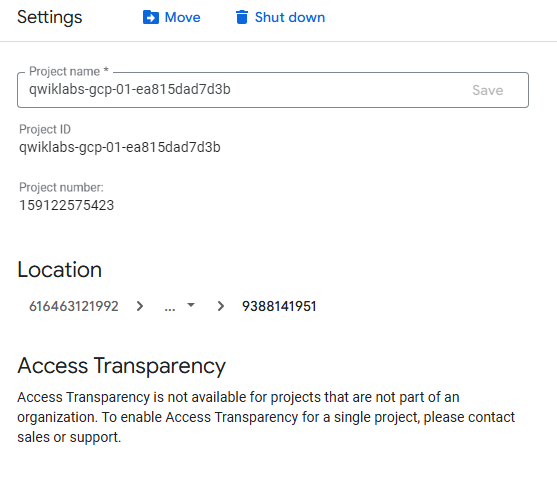 Settings Move Shut down
Project name *
qwiklabs-gcp-01-ea815dad7d3b Save
Project ID
qwiklabs-gcp-01-ea815dad7d3b
Project number:
159122575423
Location
616463121992 > ... > 9388141951
Access Transparency
Access Transparency is not available for projects that are not part of an
organization. To enable Access Transparency for a single project, please contact
sales or support.